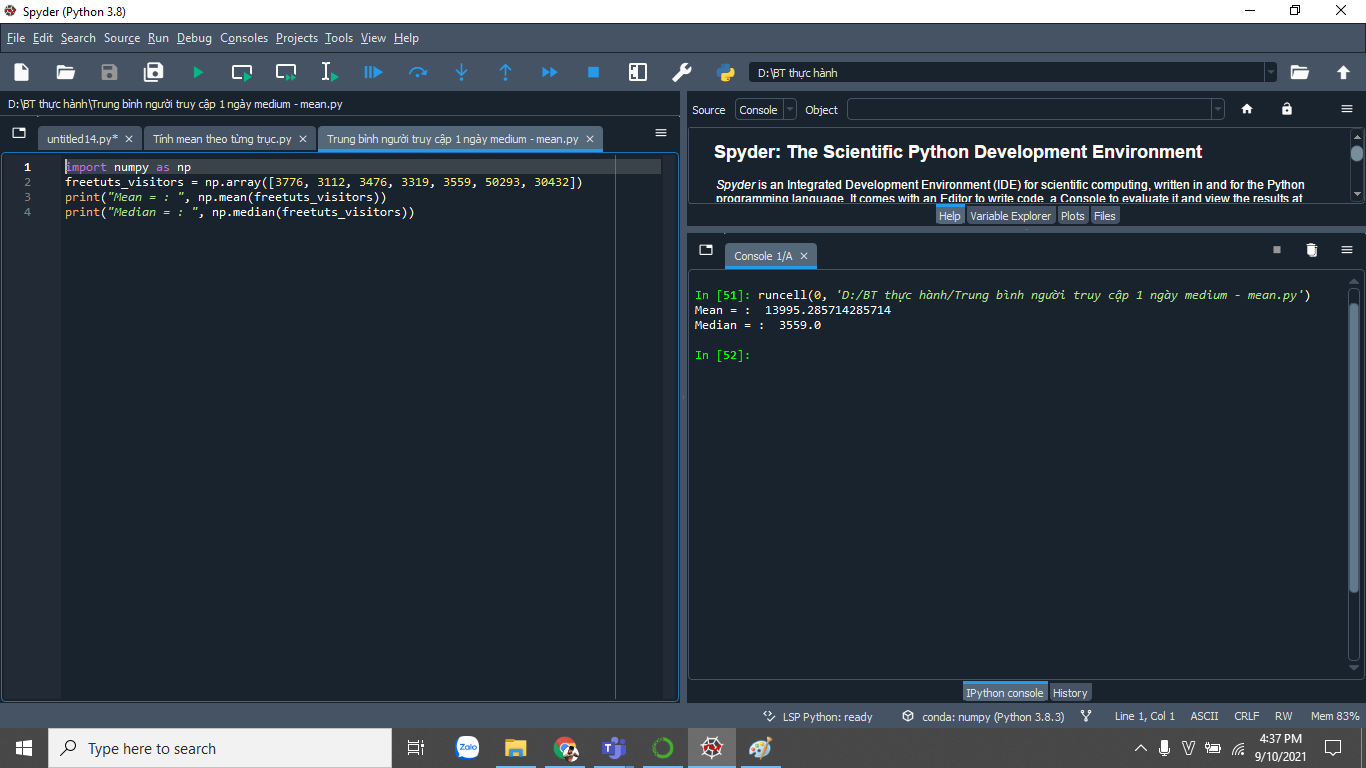 Spyder (Python 3.8)
File Edit Search Source Run Debug Consoles Projects Tools View Help
D:\BT thực hành
D:\BT thực hành\Trung bình người truy cập 1 ngày medium - mean.py
untitled14.py*
Tính mean theo từng trục.py
Trung bình người truy cập 1 ngày medium - mean.py
1 import numpy as np
2 freetuts_visitors = np.array([3776, 3112, 3476, 3319, 3559, 50293, 30432])
3 print("Mean = : ", np.mean(freetuts_visitors))
4 print("Median = : ", np.median(freetuts_visitors))
Source Console Object
Spyder: The Scientific Python Development Environment
Spyder is an Integrated Development Environment (IDE) for scientific computing, written in and for the Python
programming language. It comes with an Editor to write code, a Console to evaluate it and view the results at
Help Variable Explorer Plots Files
Console 1/A
In [51]: runcell(0, 'D:/BT thực hành/Trung bình người truy cập 1 ngày medium - mean.py')
Mean = :  13995.285714285714
Median = :  3559.0
In [52]:
IPython console History
LSP Python: ready conda: numpy (Python 3.8.3) Line 1, Col 1 ASCII CRLF RW Mem 83%
Type here to search
Zalo
4:37 PM
9/10/2021